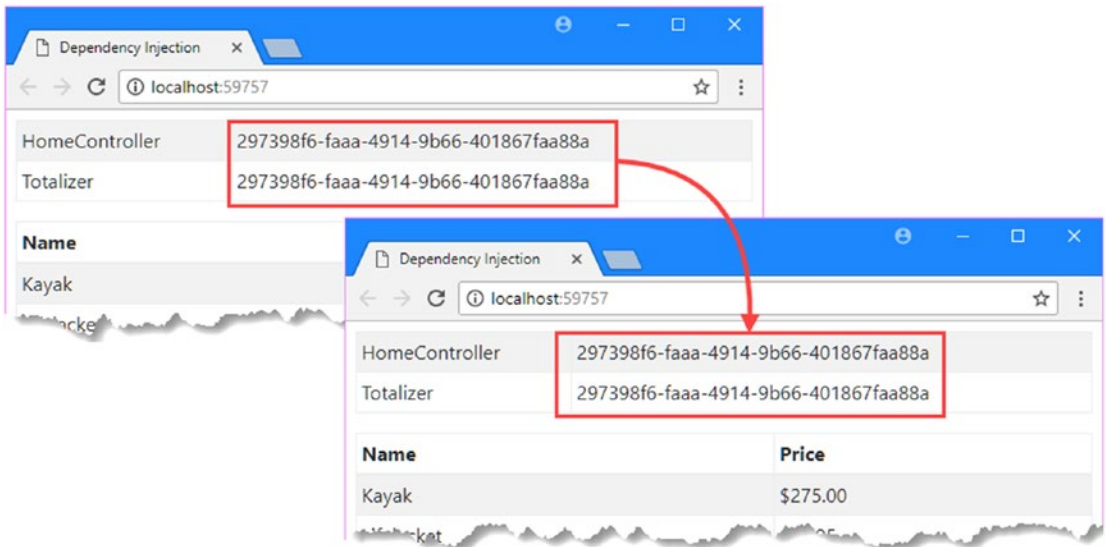 Dependency Injection
localhost:59757
HomeController 297398f6-faaa-4914-9b66-401867faa88a
Totalizer 297398f6-faaa-4914-9b66-401867faa88a
Name
Kayak
Dependency Injection
localhost:59757
HomeController 297398f6-faaa-4914-9b66-401867faa88a
Totalizer 297398f6-faaa-4914-9b66-401867faa88a
Name Price
Kayak $275.00